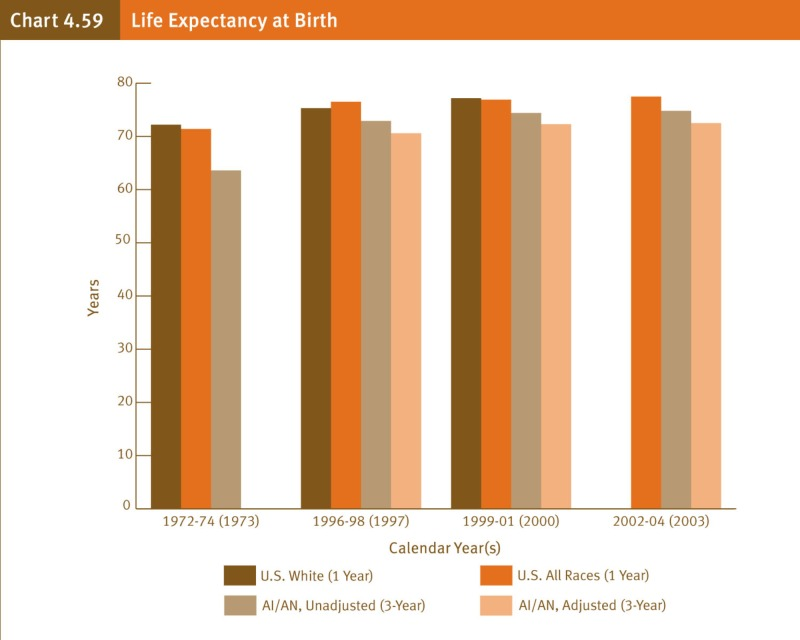 Chart 4.59 Life Expectancy at Birth
80
70
60
50
40
30
20
10
0
Years
1972-74 (1973) 1996-98 (1997) 1999-01 (2000) 2002-04 (2003)
Calendar Year(s)
U.S. White (1 Year) U.S. All Races (1 Year)
AI/AN, Unadjusted (3-Year) AI/AN, Adjusted (3-Year)